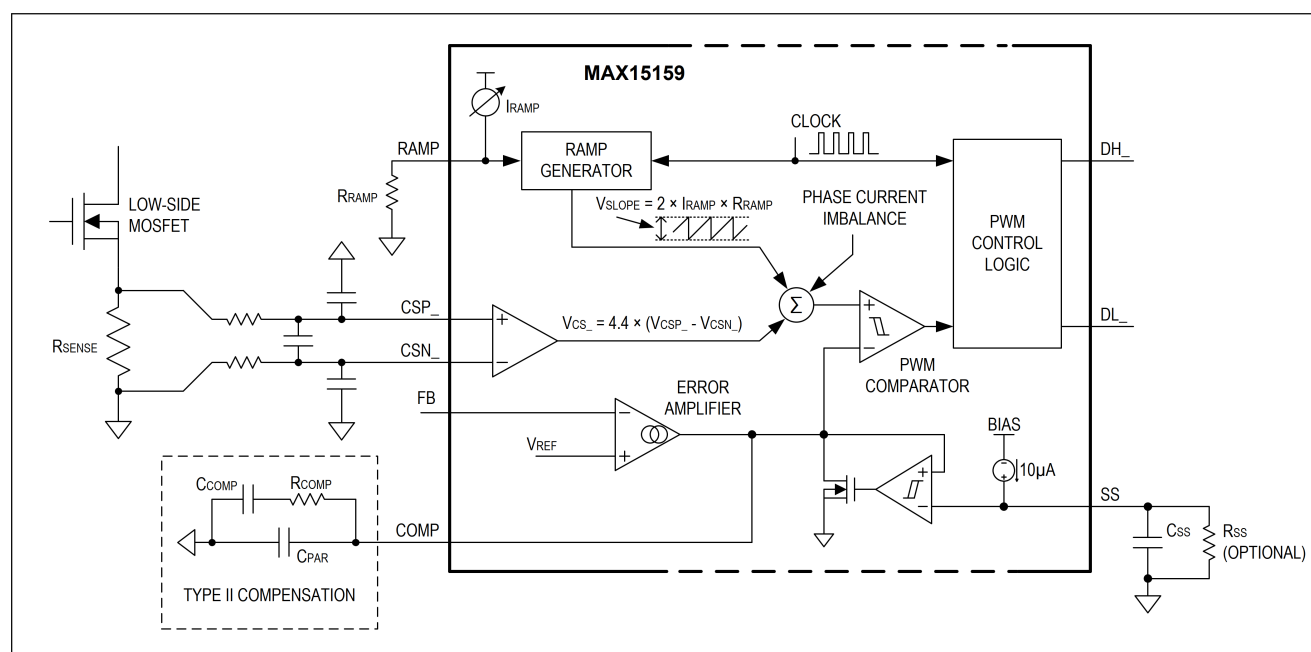 MAX15159
IRAMP
CLOCK
RAMP
RAMP
GENERATOR
DH_
RRAMP
LOW-SIDE
MOSFET
VSLOPE = 2 × IRAMP × RRAMP
PHASE CURRENT
IMBALANCE
PWM
CONTROL
LOGIC
CSP_
+
VCS_ = 4.4 × (VCSP_ - VCSN_)
Σ
+
DL_
RSENSE
CSN_
−
−
PWM
COMPARATOR
FB
−
ERROR
AMPLIFIER
VREF
+
BIAS
+
−
−
+
10µA
SS
CCOMP
RCOMP
COMP
CPAR
CSS
RSS
(OPTIONAL)
TYPE II COMPENSATION